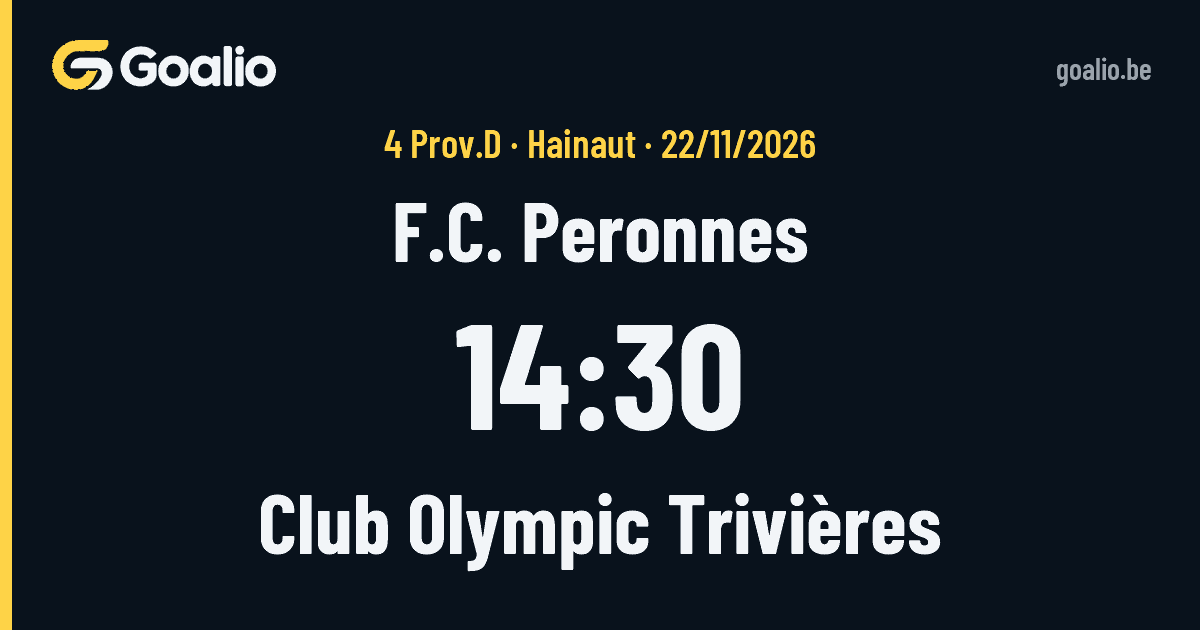 Goalio
goalio.be
4 Prov.D · Hainaut · 22/11/2026
F.C. Peronnes
14:30
Club Olympic Trivières